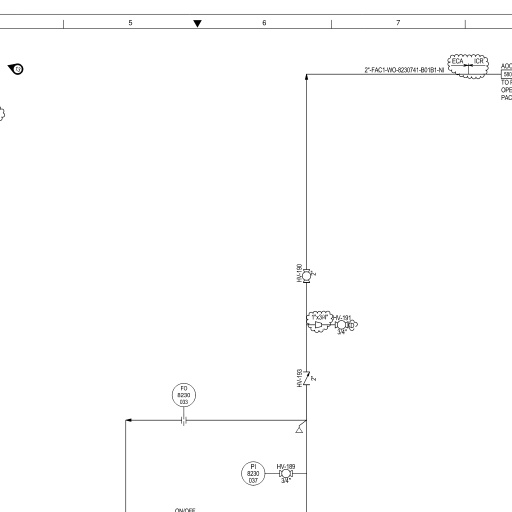 5
6
7
ECA
ICR
2"-FAC1-WO-8230741-B01B1-NI
TO
OPE
PAC
HV-190
2"
1"x3/4"
HV-191
3/4"
HV-193
2"
FO
8230
033
PI
8230
037
HV-189
3/4"
ON/OFF